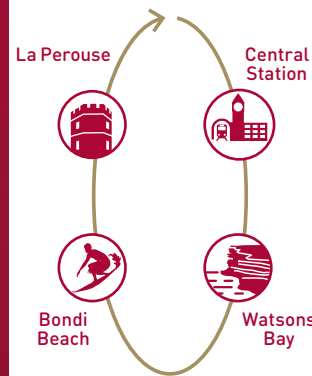 La Perouse
Central
Station
Bondi
Beach
Watsons
Bay